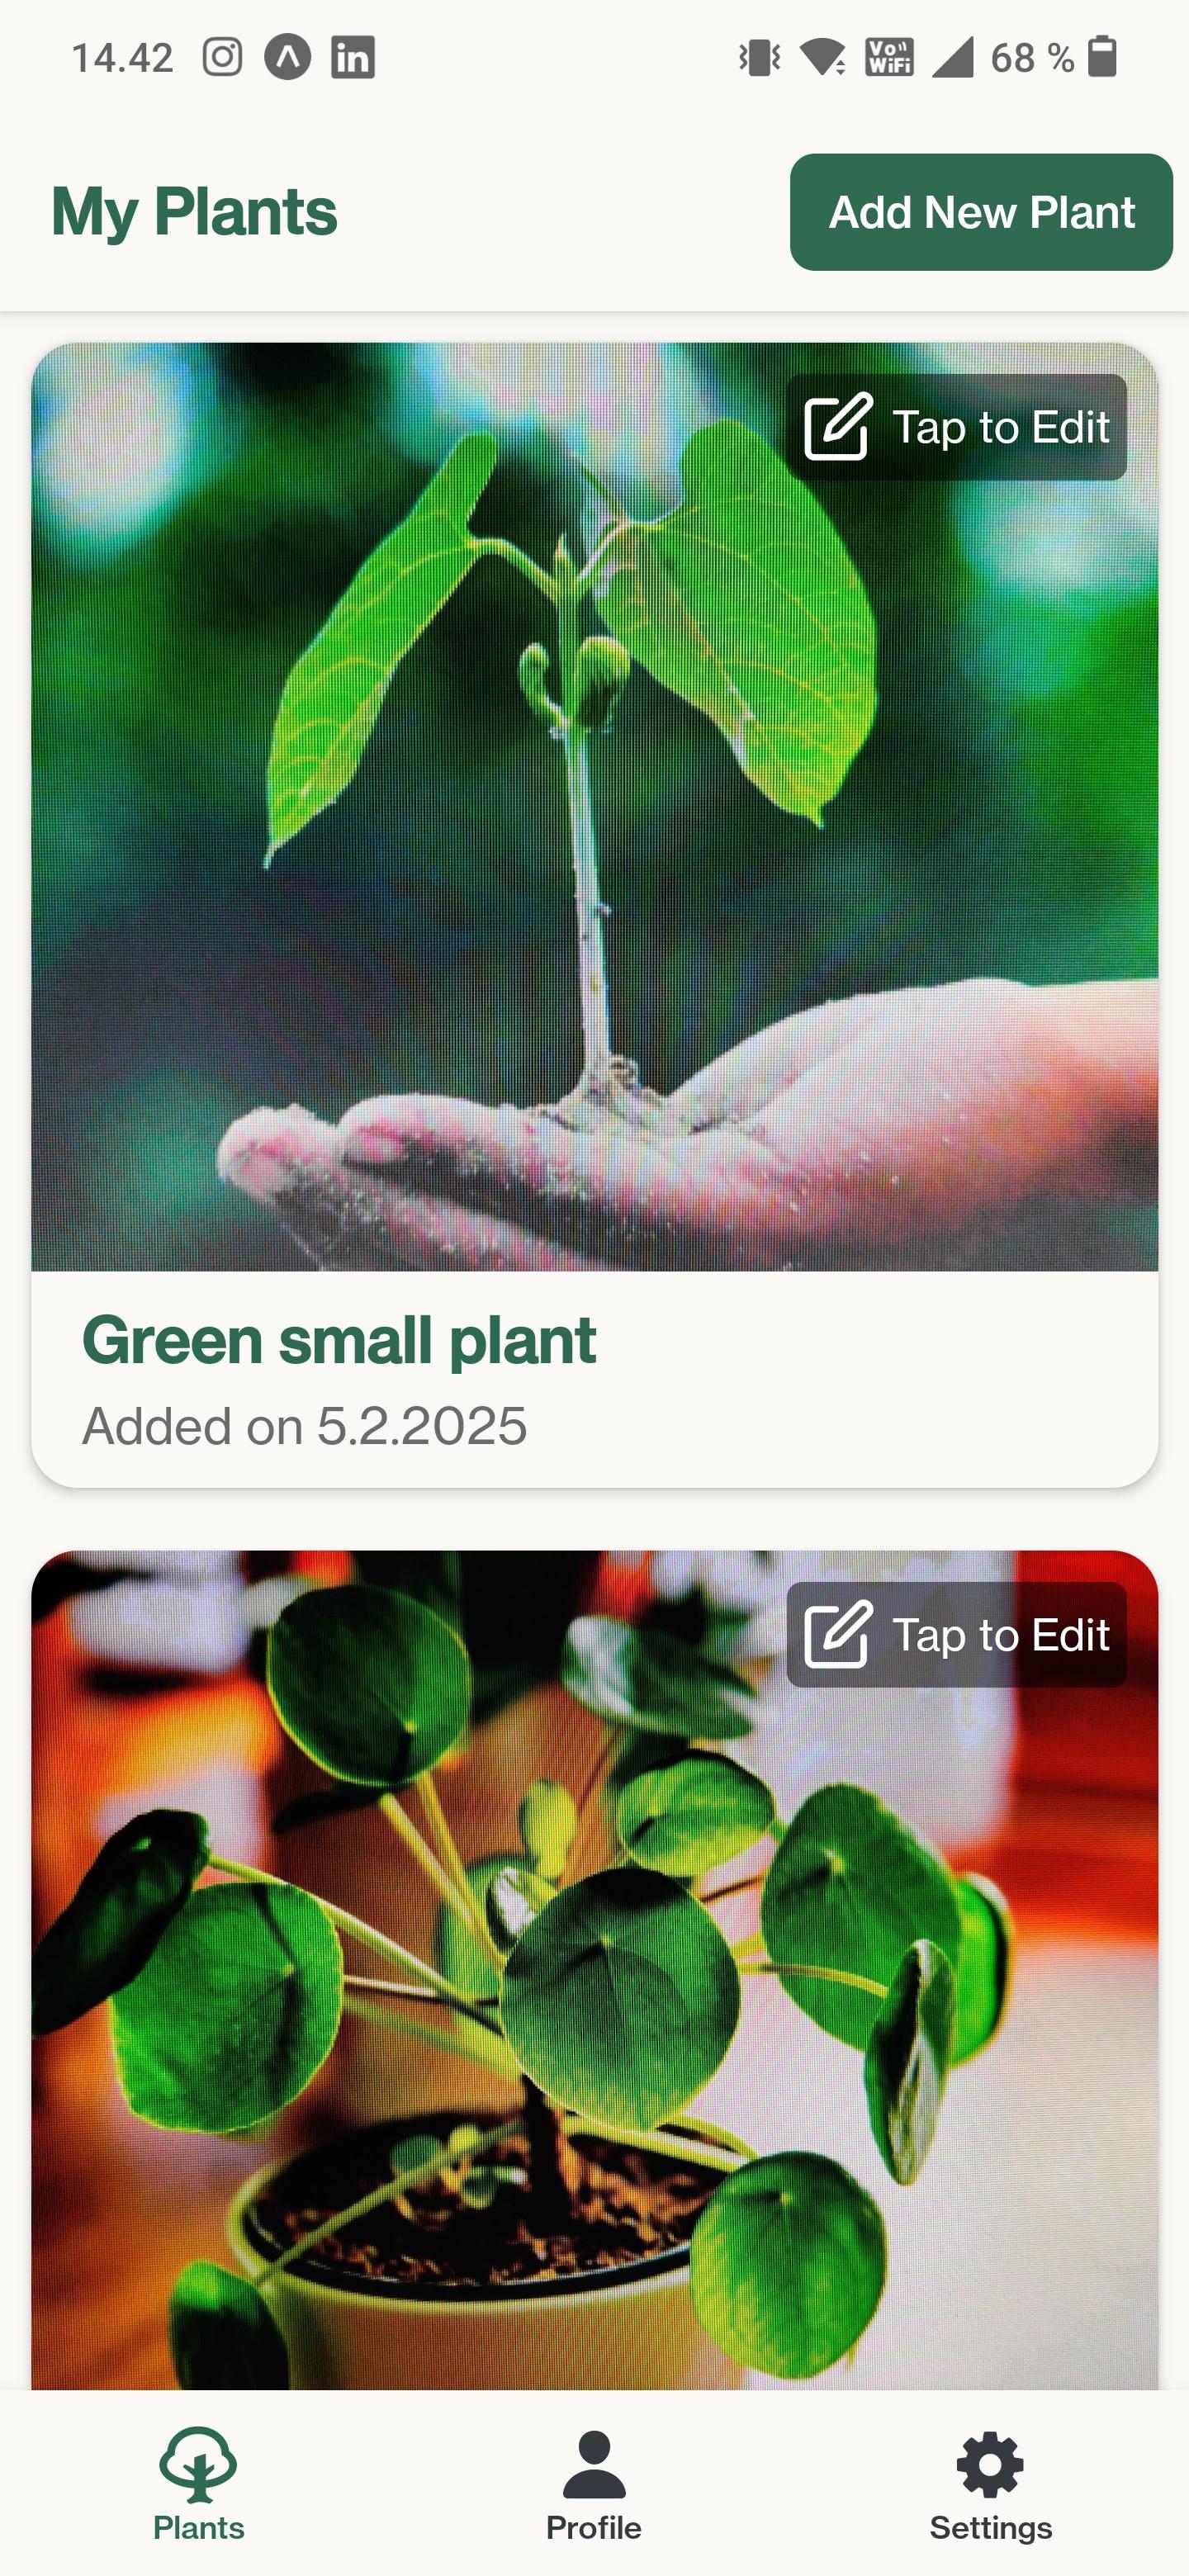 14.42 in Vo WiFi 68 %
My Plants
Add New Plant
Tap to Edit
Green small plant
Added on 5.2.2025
Tap to Edit
Plants
Profile
Settings